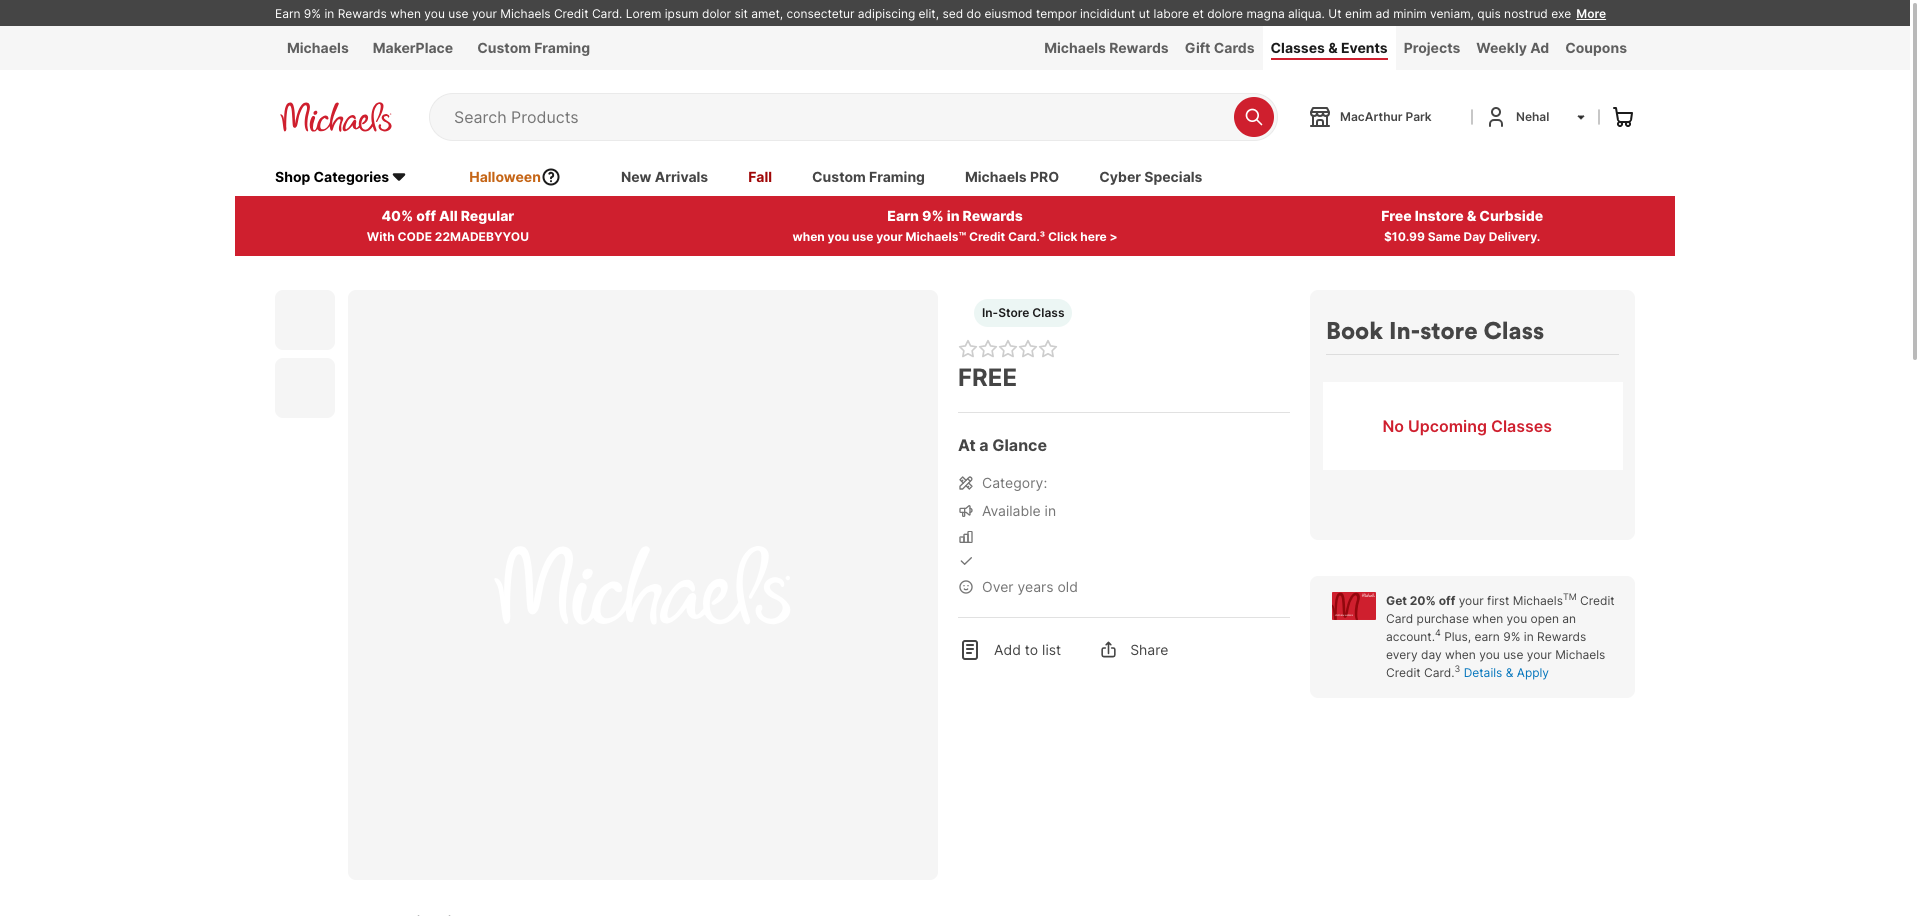 Earn 9% in Rewards when you use your Michaels Credit Card. Lorem ipsum dolor sit amet, consectetur adipiscing elit, sed do eiusmod tempor incididunt ut labore et dolore magna aliqua. Ut enim ad minim veniam, quis nostrud exe More
Michaels MakerPlace Custom Framing Michaels Rewards Gift Cards Classes & Events Projects Weekly Ad Coupons
Michaels Search Products MacArthur Park | Nehal |
Shop Categories Halloween New Arrivals Fall Custom Framing Michaels PRO Cyber Specials
40% off All Regular
With CODE 22MADEBYYOU
Earn 9% in Rewards
when you use your Michaels™ Credit Card.³ Click here >
Free Instore & Curbside
$10.99 Same Day Delivery.
Michaels
In-Store Class
FREE
At a Glance
Category:
Available in
Over years old
Add to list Share
Book In-store Class
No Upcoming Classes
Get 20% off your first Michaels™ Credit
Card purchase when you open an
account.⁴ Plus, earn 9% in Rewards
every day when you use your Michaels
Credit Card.³ Details & Apply